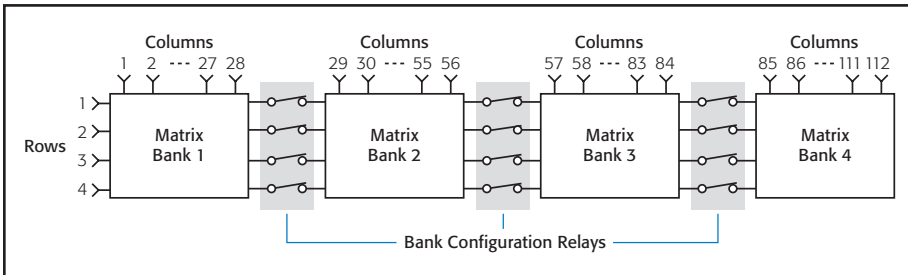 Columns Columns Columns Columns
1 2 --- 27 28 29 30 --- 55 56 57 58 --- 83 84 85 86 --- 111 112
Rows
1
2
3
4
Matrix
Bank 1
Matrix
Bank 2
Matrix
Bank 3
Matrix
Bank 4
Bank Configuration Relays